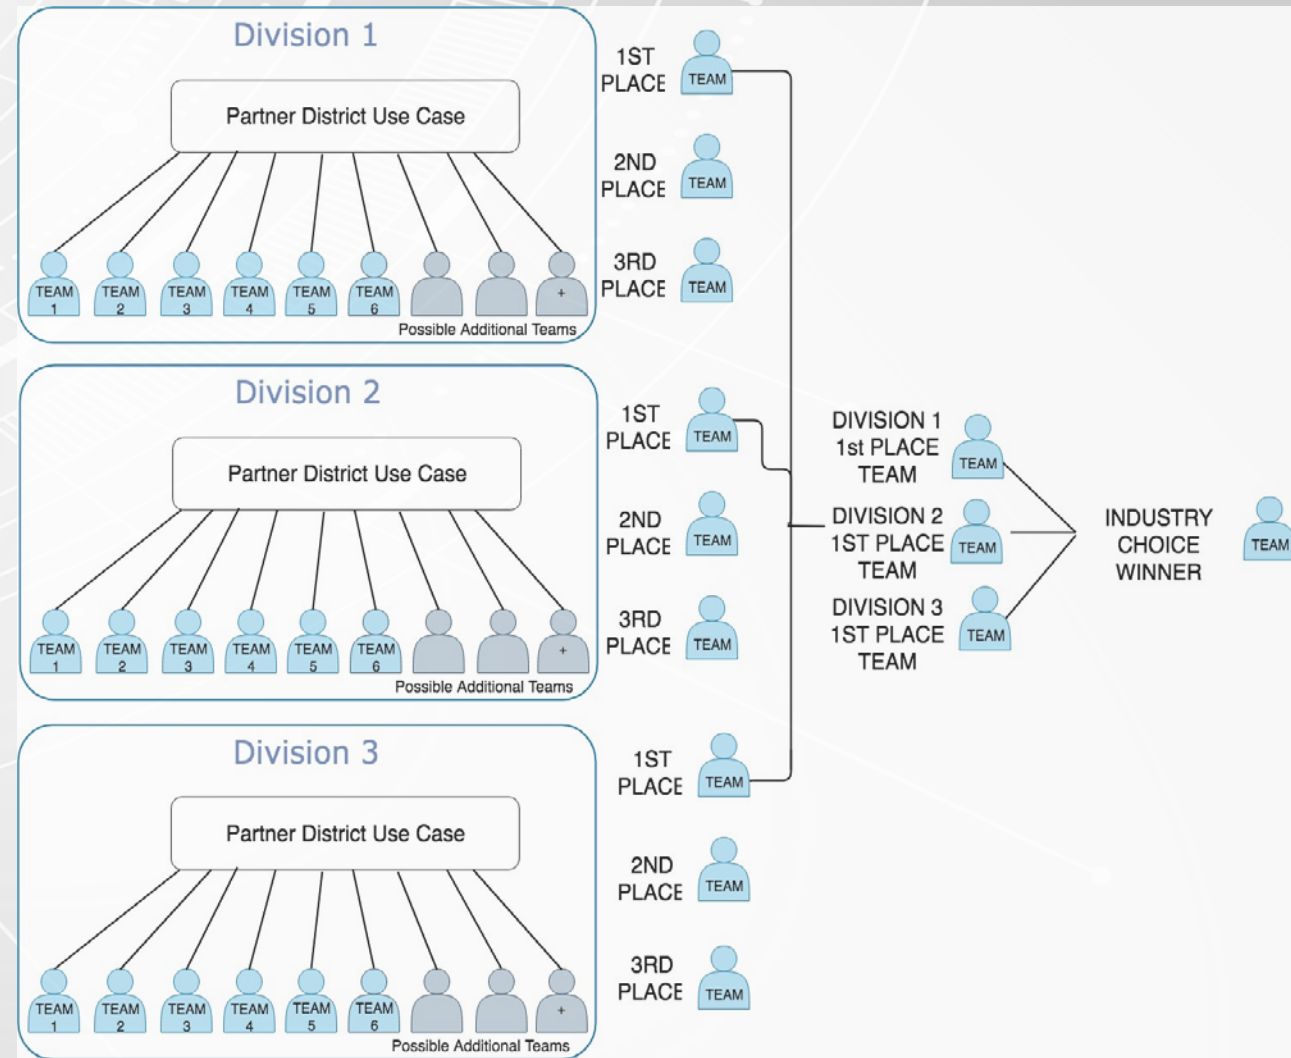 Division 1
Partner District Use Case
TEAM 1
TEAM 2
TEAM 3
TEAM 4
TEAM 5
TEAM 6
+
Possible Additional Teams
1ST
PLACE
TEAM
2ND
PLACE
TEAM
3RD
PLACE
TEAM
Division 2
Partner District Use Case
TEAM 1
TEAM 2
TEAM 3
TEAM 4
TEAM 5
TEAM 6
+
Possible Additional Teams
1ST
PLACE
TEAM
2ND
PLACE
TEAM
3RD
PLACE
TEAM
Division 3
Partner District Use Case
TEAM 1
TEAM 2
TEAM 3
TEAM 4
TEAM 5
TEAM 6
+
Possible Additional Teams
1ST
PLACE
TEAM
2ND
PLACE
TEAM
3RD
PLACE
TEAM
DIVISION 1
1st PLACE
TEAM
TEAM
DIVISION 2
1ST PLACE
TEAM
TEAM
DIVISION 3
1ST PLACE
TEAM
TEAM
INDUSTRY
CHOICE
WINNER
TEAM